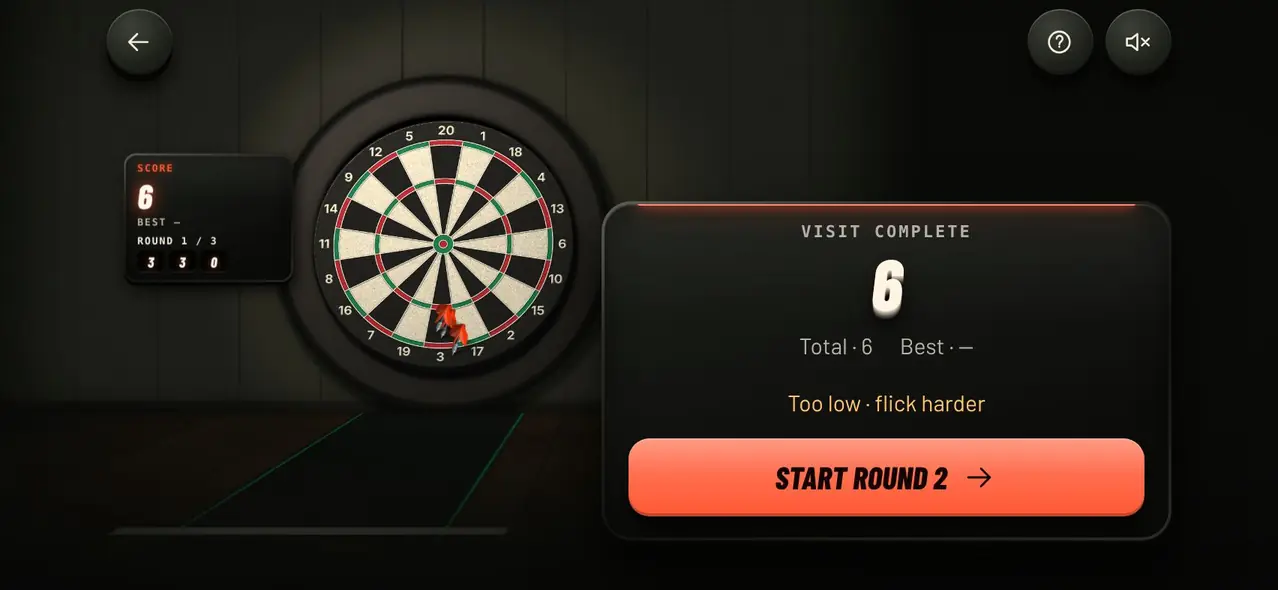 SCORE
6
BEST –
ROUND 1 / 3
3 3 0
20
1
18
4
13
6
10
15
2
17
3
19
7
16
8
11
14
9
12
5
VISIT COMPLETE
6
Total · 6 Best · –
Too low · flick harder
START ROUND 2 →